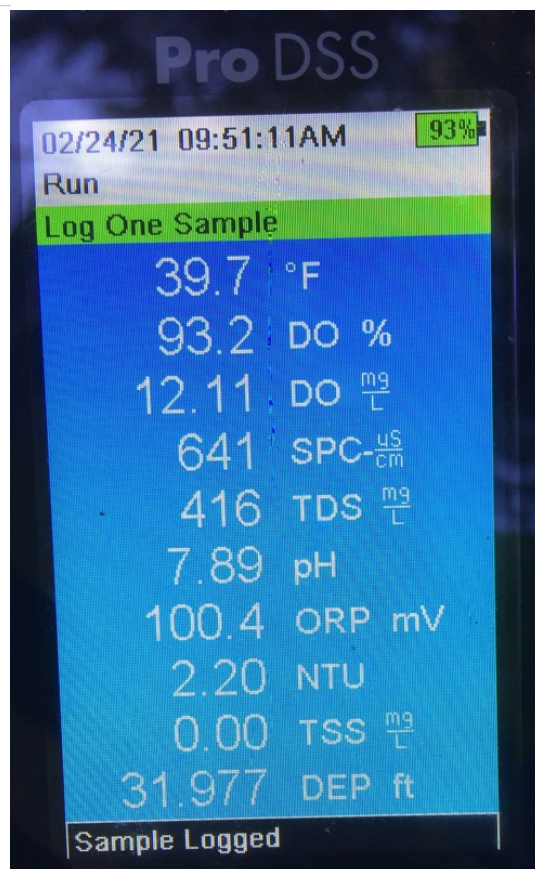 Pro DSS
02/24/21 09:51:11AM 93%
Run
Log One Sample
39.7 °F
93.2 DO %
12.11 DO mg/L
641 SPC-uS/cm
416 TDS mg/L
7.89 pH
100.4 ORP mV
2.20 NTU
0.00 TSS mg/L
31.977 DEP ft
Sample Logged